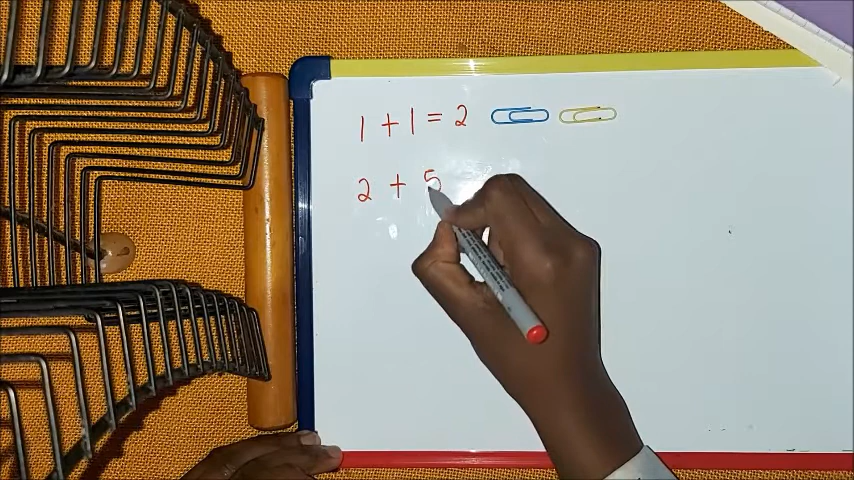 1 + 1 = 2
2 + 5